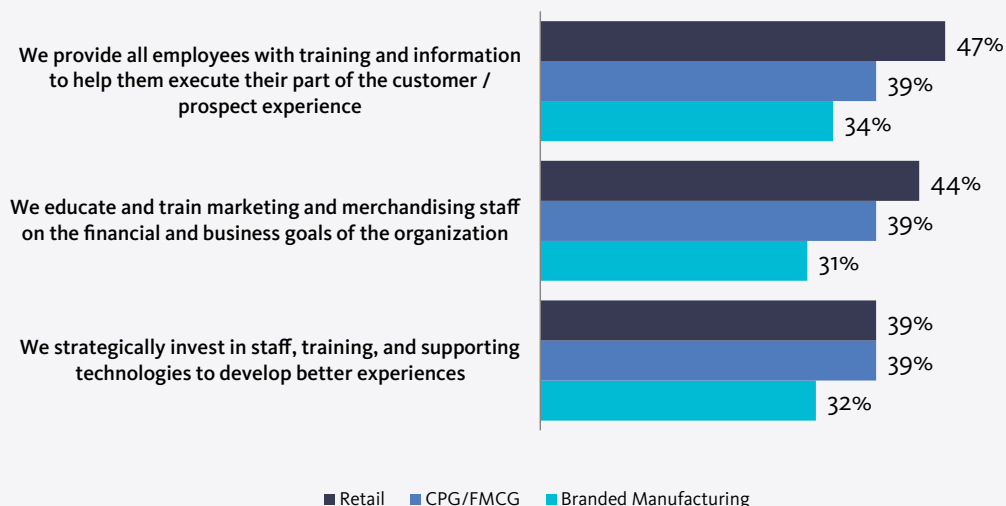 We provide all employees with training and information
to help them execute their part of the customer /
prospect experience
47%
39%
34%
We educate and train marketing and merchandising staff
on the financial and business goals of the organization
44%
39%
31%
We strategically invest in staff, training, and supporting
technologies to develop better experiences
39%
39%
32%
Retail CPG/FMCG Branded Manufacturing